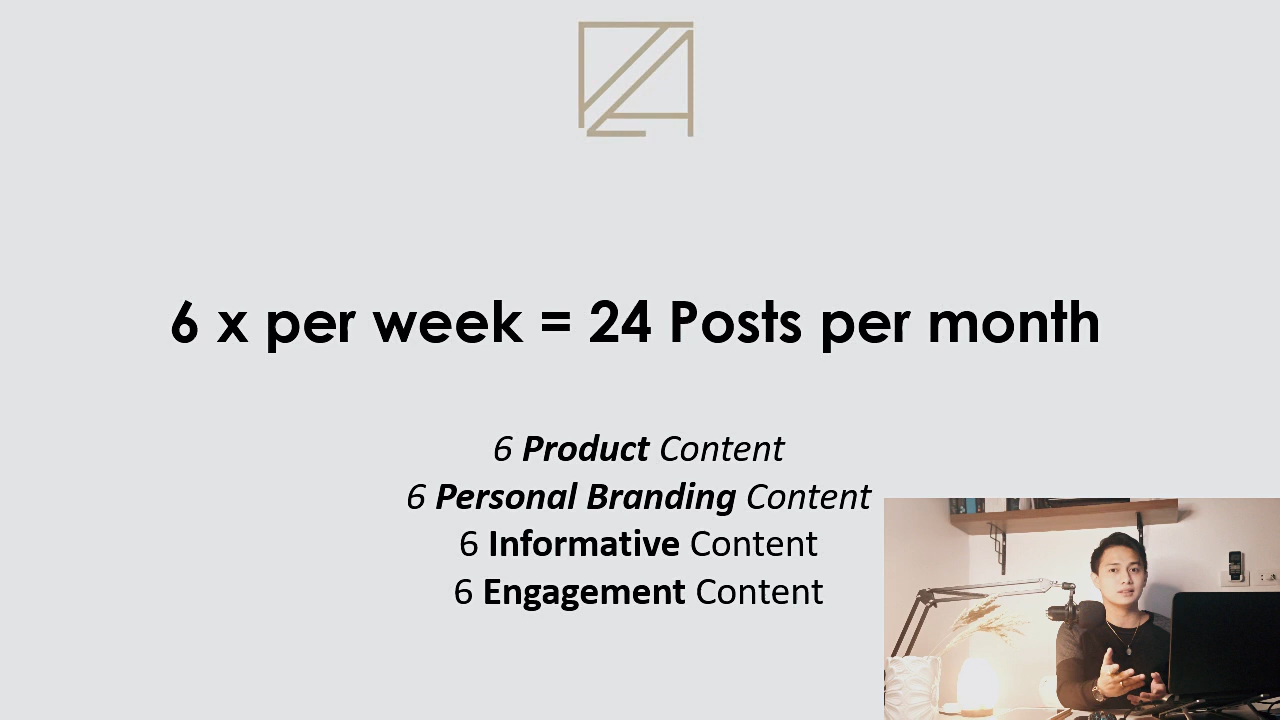 6 x per week = 24 Posts per month
6 Product Content
6 Personal Branding Content
6 Informative Content
6 Engagement Content